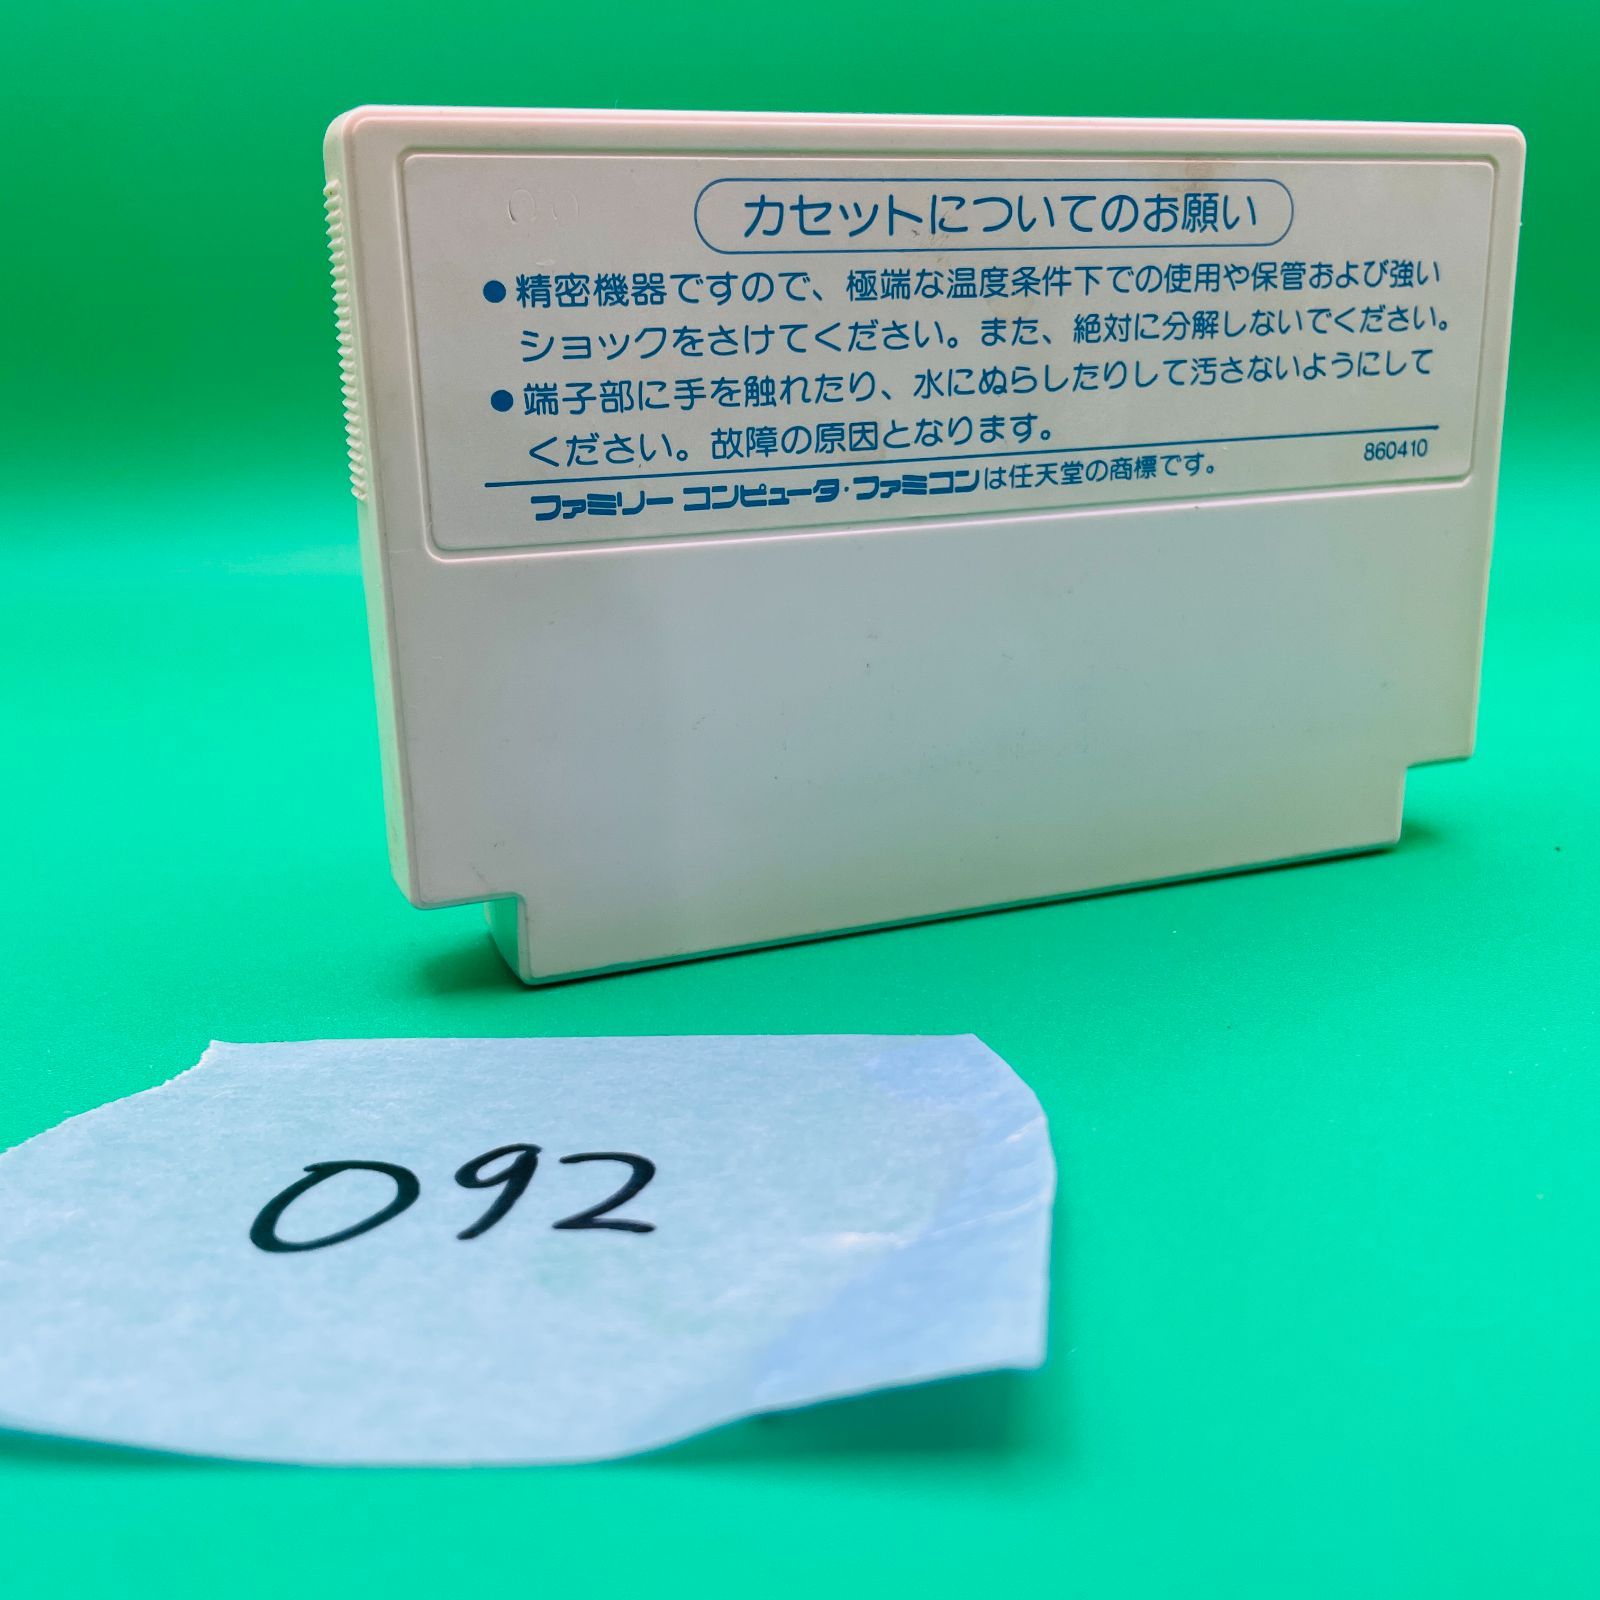 カセットについてのお願い
●精密機器ですので、極端な温度条件下での使用や保管および強い
ショックをさけてください。また、絶対に分解しないでください。
●端子部に手を触れたり、水にぬらしたりして汚さないようにして
ください。故障の原因となります。
860410
ファミリー コンピュータ・ファミコンは任天堂の商標です。
092